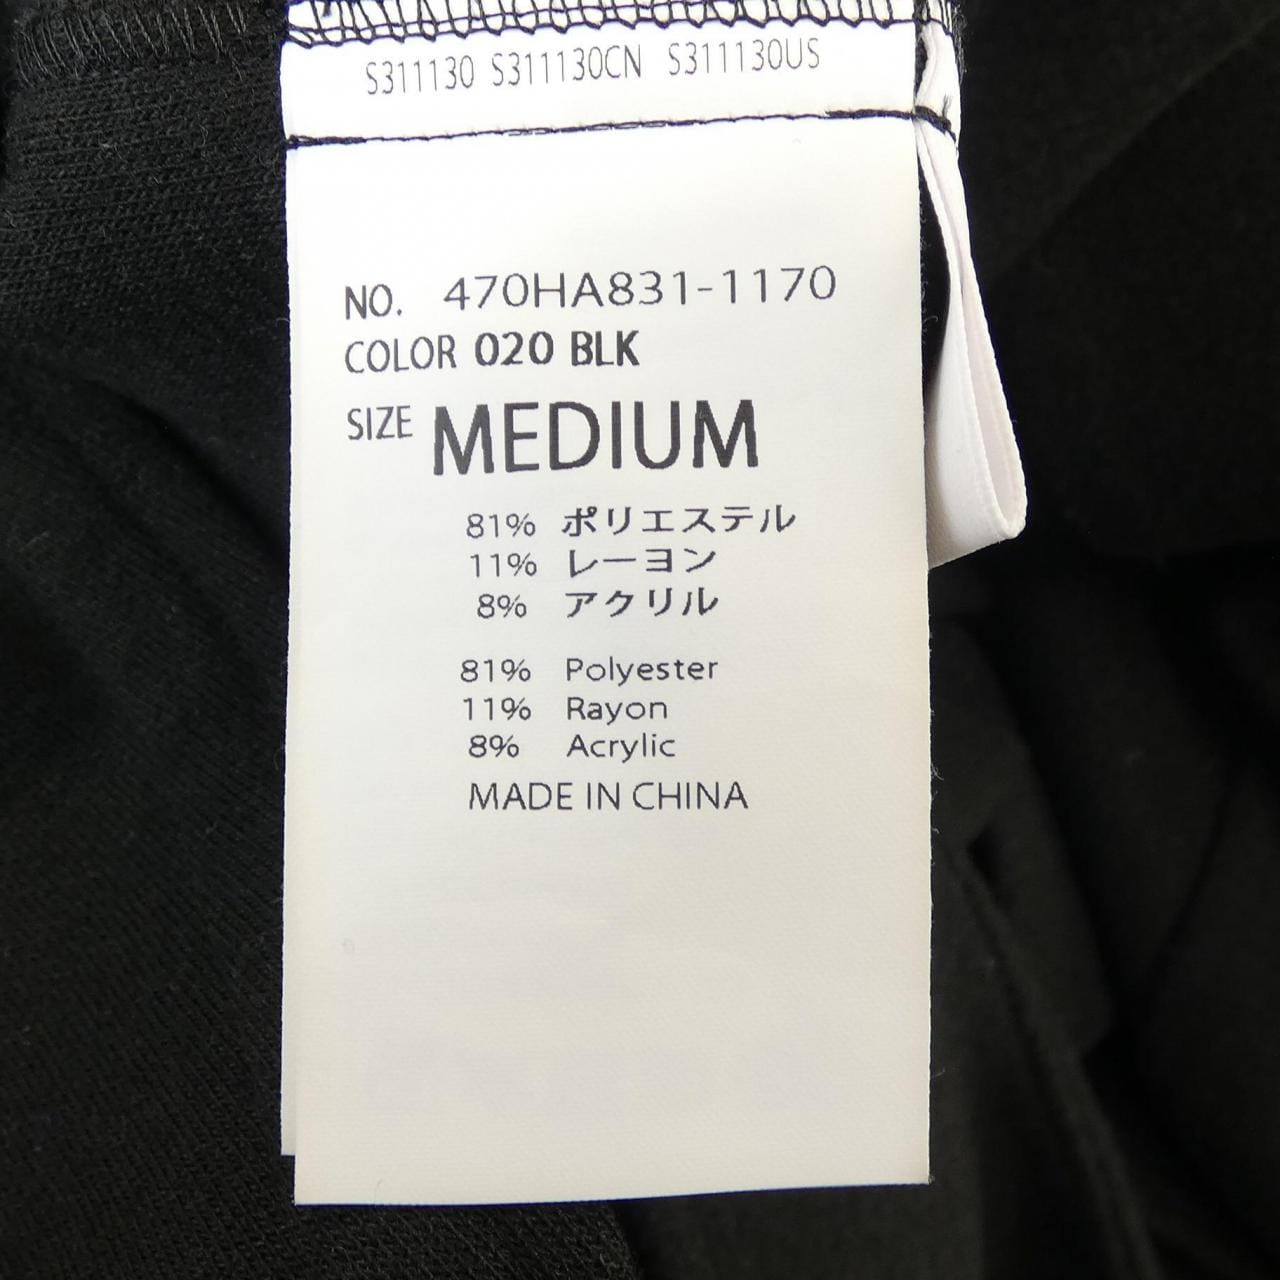 S311130 S311130CN S311130US
NO. 470HA831-1170
COLOR 020 BLK
SIZE MEDIUM
81% ポリエステル
11% レーヨン
8% アクリル
81% Polyester
11% Rayon
8% Acrylic
MADE IN CHINA